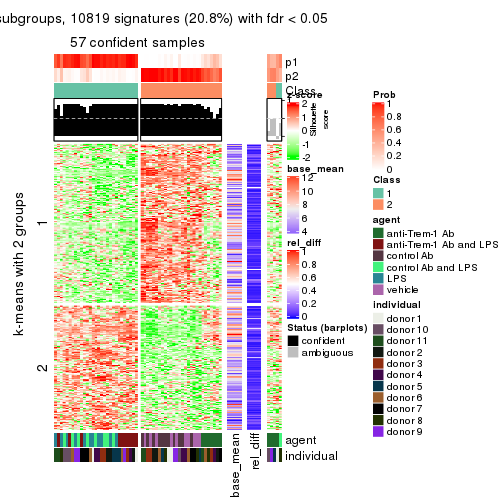 subgroups, 10819 signatures (20.8%) with fdr < 0.05
57 confident samples
p1
p2
Class
Silhouette
score
k-means with 2 groups
1
2
agent
individual
base_mean
rel_diff
z-score
2
1
0
-1
-2
base_mean
12
10
8
6
4
rel_diff
1
0.8
0.6
0.4
0.2
0
Status (barplots)
confident
ambiguous
Prob
1
0.8
0.6
0.4
0.2
0
Class
1
2
agent
anti-Trem-1 Ab
anti-Trem-1 Ab and LPS
control Ab
control Ab and LPS
LPS
vehicle
individual
donor 1
donor 10
donor 11
donor 2
donor 3
donor 4
donor 5
donor 6
donor 7
donor 8
donor 9